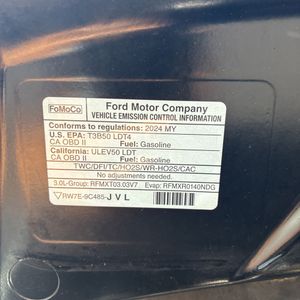 FoMoCo
Ford Motor Company
VEHICLE EMISSION CONTROL INFORMATION
Conforms to regulations: 2024 MY
U.S. EPA: T3B50 LDT4
CA OBD II Fuel: Gasoline
California: ULEV50 LDT
CA OBD II Fuel: Gasoline
TWC/DFI/TC/HO2S/WR-HO2S/CAC
No adjustments needed.
3.0L-Group: RFMXT03.03V7 Evap: RFMXR0140NDG
RW7E-9C485-JVL